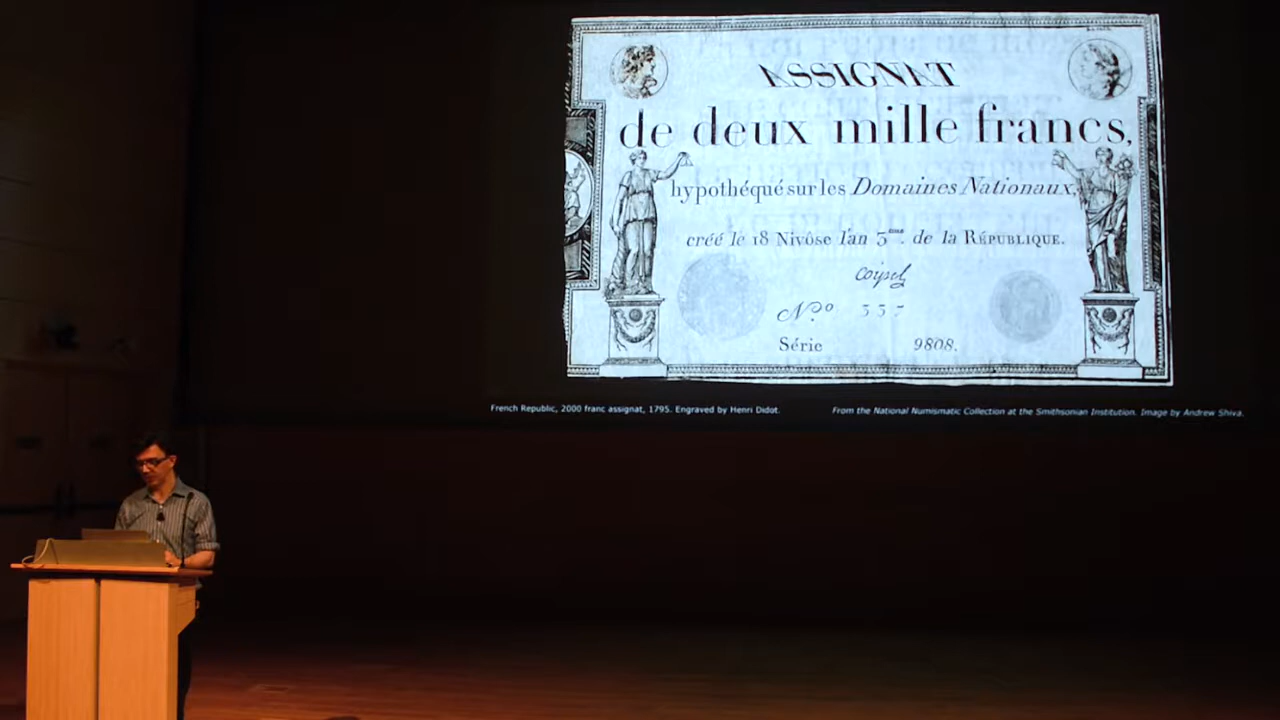 ASSIGNAT
de deux mille francs,
hypothéqué sur les Domaines Nationaux,
créé le 18 Nivôse l'an 3eme. de la RÉPUBLIQUE.
Coipel
N.º
Série 9808.
French Republic, 2000 franc assignat, 1795. Engraved by Henri Didot.
From the National Numismatic Collection at the Smithsonian Institution. Image by Andrew Shiva.